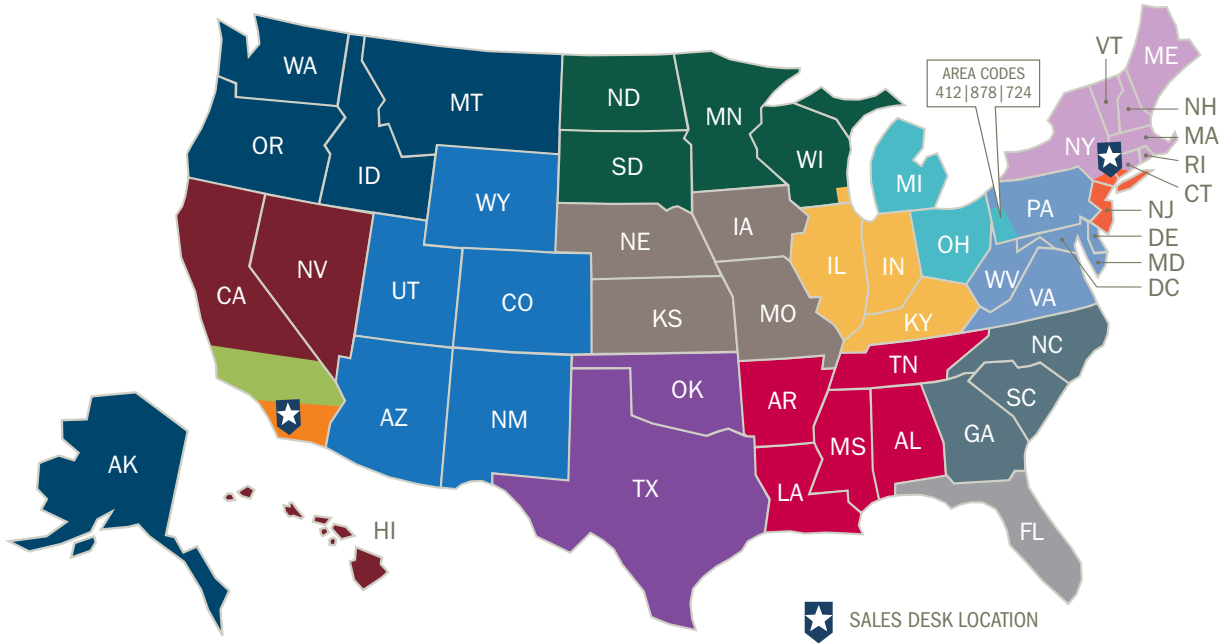 VT
ME
WA
AREA CODES
412|878|724
MT
ND
MN
NH
OR
MA
NY
WI
RI
ID
SD
MI
CT
WY
PA
NJ
NE
IA
DE
OH
MD
NV
IL
IN
CA
UT
WV
DC
CO
VA
KS
MO
KY
NC
TN
OK
SC
AR
AZ
NM
GA
MS
AL
AK
TX
LA
HI
FL
SALES DESK LOCATION